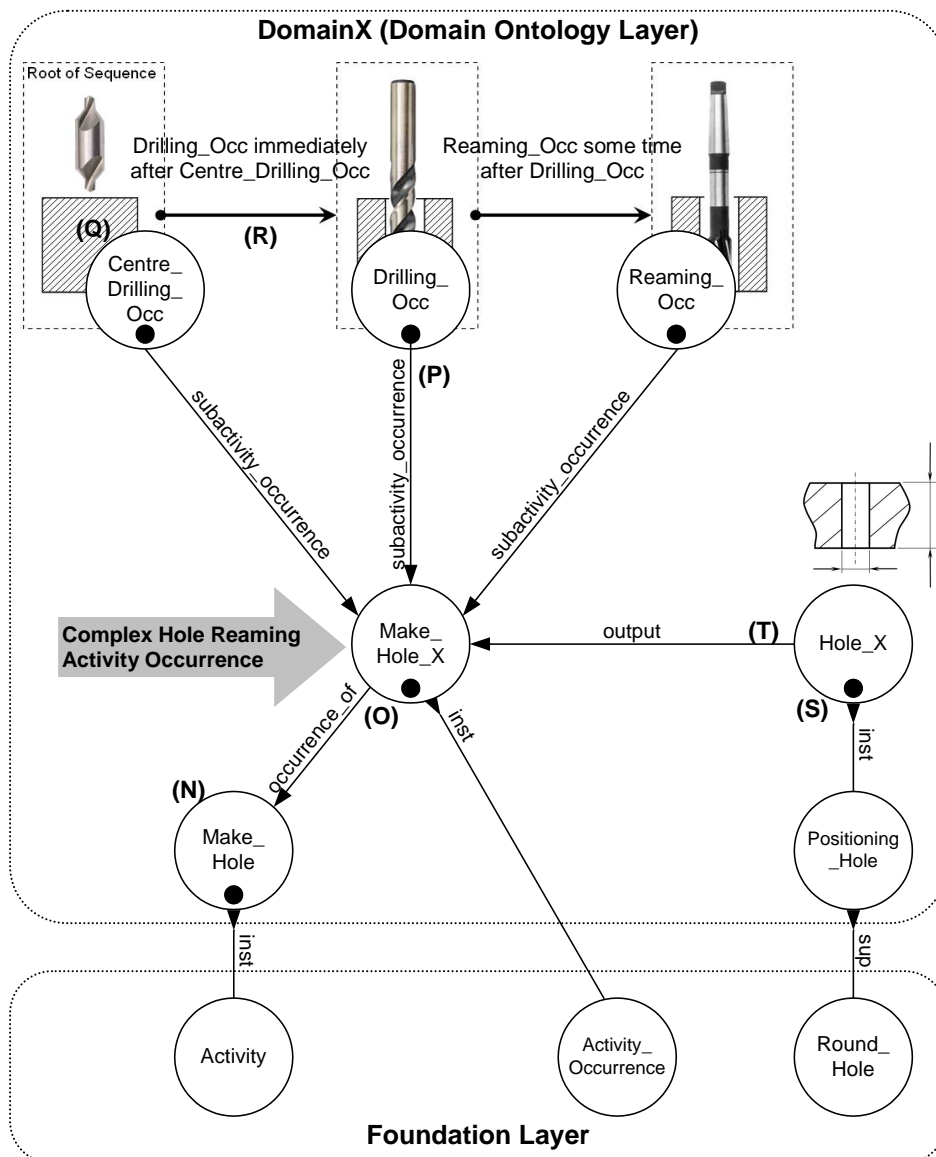 DomainX (Domain Ontology Layer)
Root of Sequence
Drilling_Occ immediately
after Centre_Drilling_Occ
Reaming_Occ some time
after Drilling_Occ
(Q)
(R)
Centre_
Drilling_
Occ
Drilling_
Occ
Reaming_
Occ
(P)
subactivity_occurrence
subactivity_occurrence
subactivity_occurrence
Complex Hole Reaming
Activity Occurrence
Make_
Hole_X
output
(T)
Hole_X
(O)
(S)
occurrence_of
inst
inst
(N)
Make_
Hole
Positioning
_Hole
inst
sup
Activity
Activity_
Occurrence
Round_
Hole
Foundation Layer